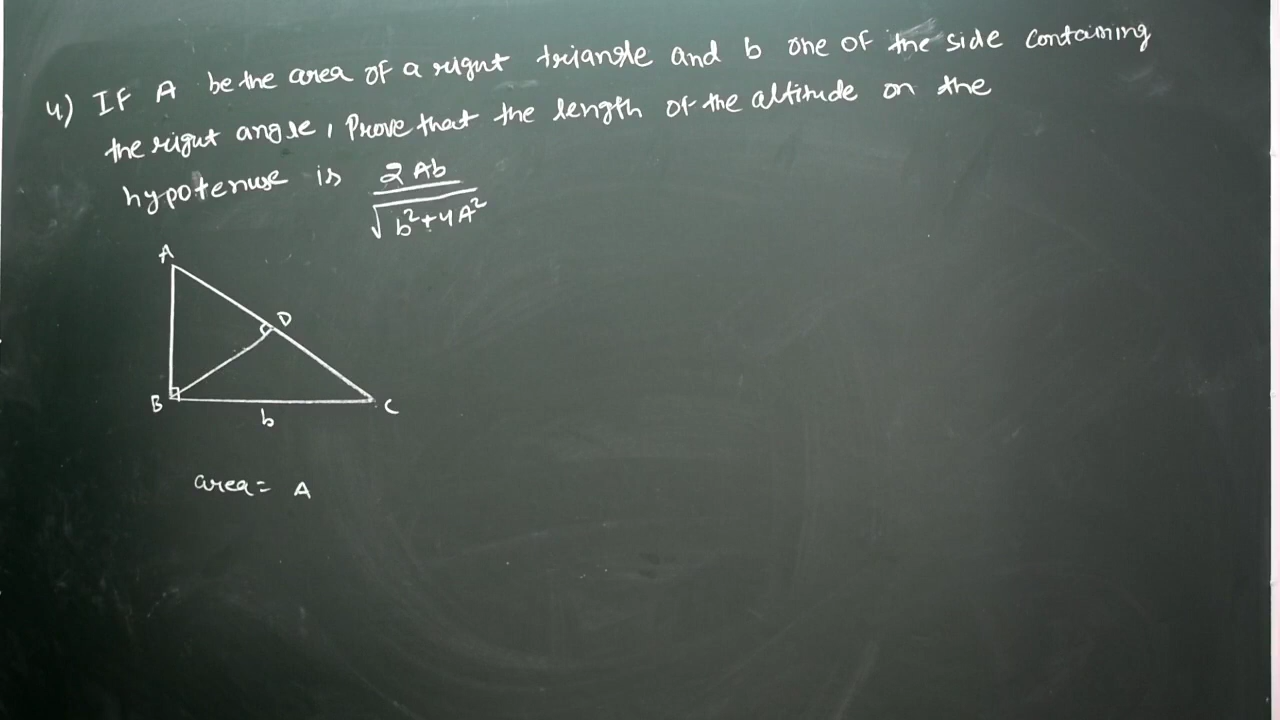 4) IF A be the area of a right triangle and b one of the side containing
the right angle, Prove that the length of the altitude on the
hypotenuse is 2Ab
√b²+4A²
A
D
B
C
b
area = A